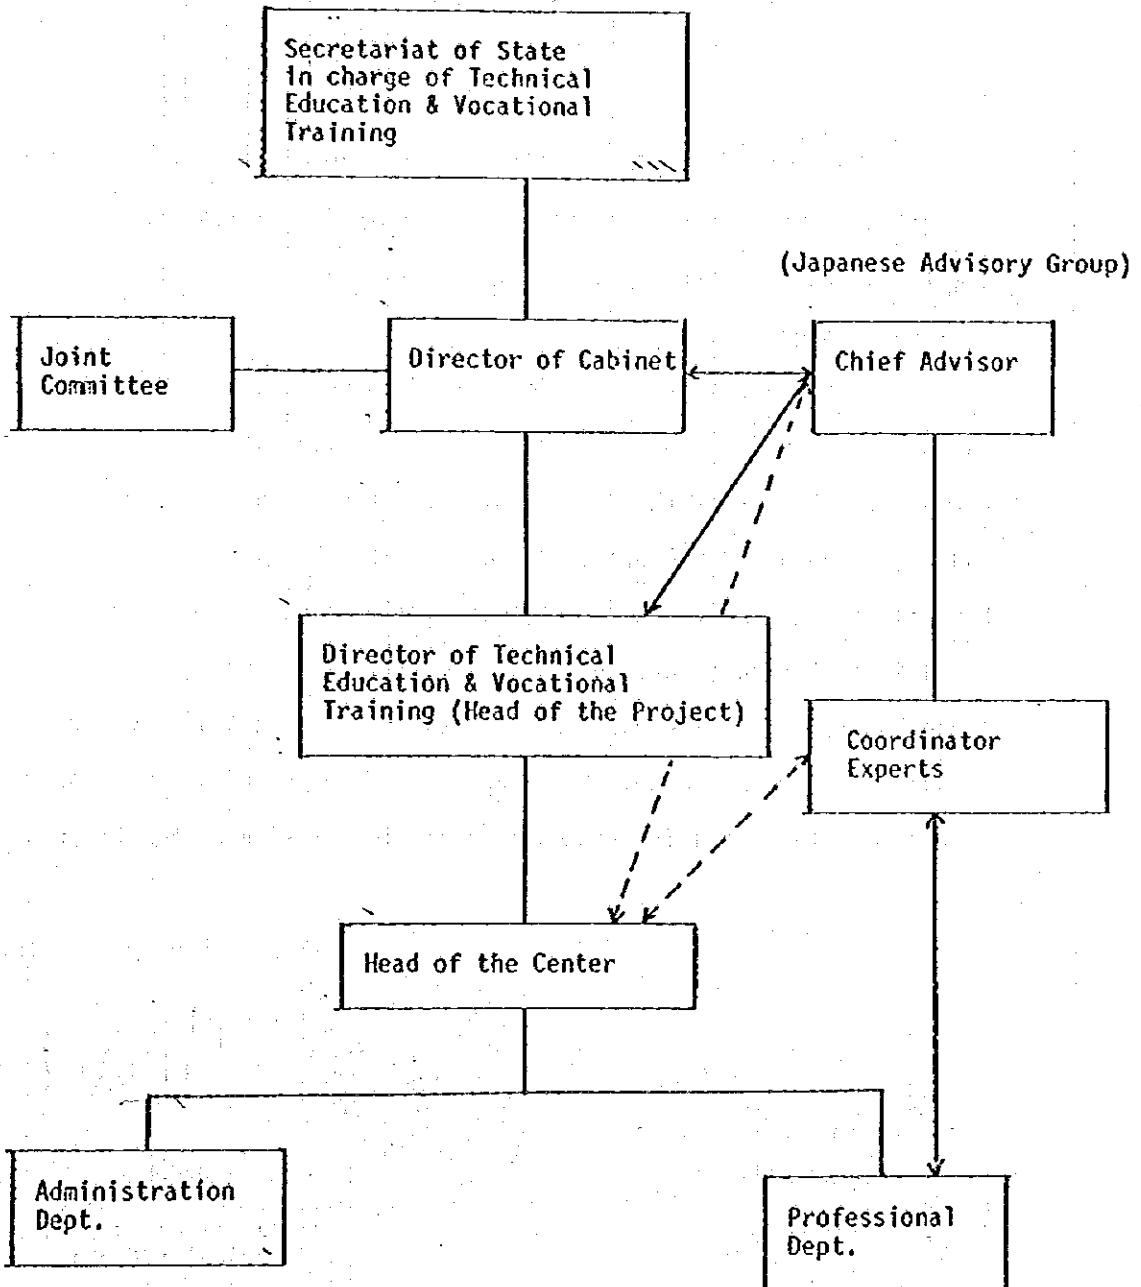 Secretariat of State
in charge of Technical
Education & Vocational
Training
(Japanese Advisory Group)
Joint
Committee
Director of Cabinet
Chief Advisor
Director of Technical
Education & Vocational
Training (Head of the Project)
Coordinator
Experts
Head of the Center
Administration
Dept.
Professional
Dept.